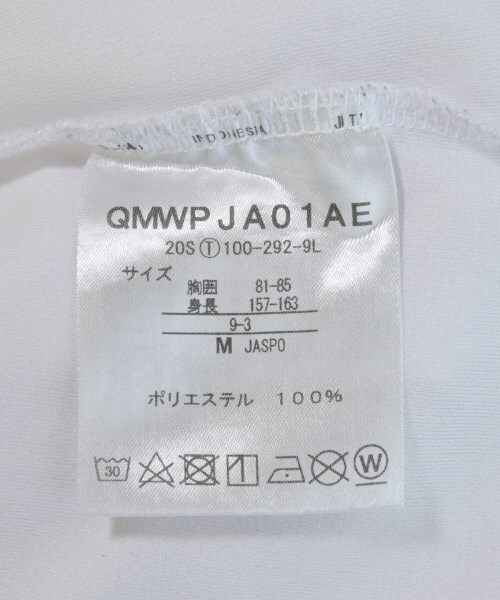 INDONESIA
QMWPJA01AE
20S Ⓣ 100-292-9L
サイズ
胸囲 81-85
身長 157-163
9-3
M JASPO
ポリエステル 100%
30 W